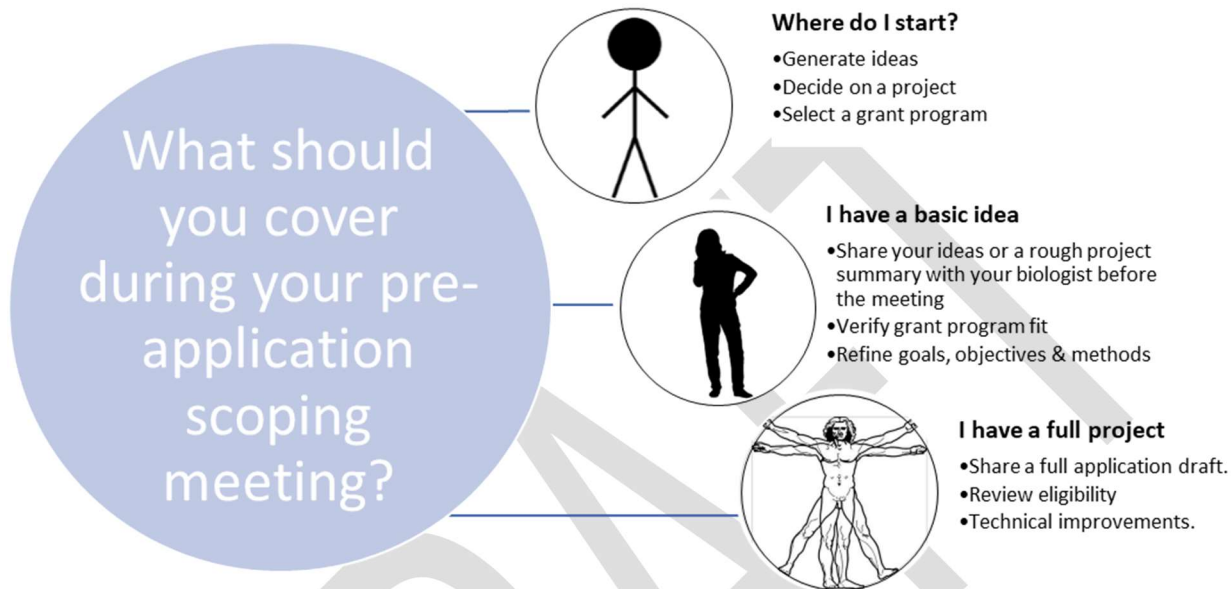 What should
you cover
during your pre-
application
scoping
meeting?
Where do I start?
•Generate ideas
•Decide on a project
•Select a grant program
I have a basic idea
•Share your ideas or a rough project
summary with your biologist before
the meeting
•Verify grant program fit
•Refine goals, objectives & methods
I have a full project
•Share a full application draft.
•Review eligibility
•Technical improvements.